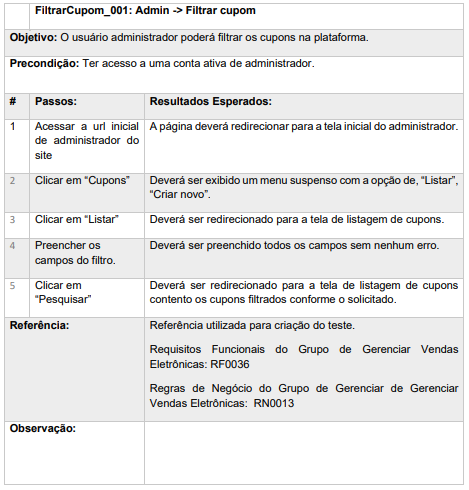 FiltrarCupom_001: Admin -> Filtrar cupom
Objetivo: O usuário administrador poderá filtrar os cupons na plataforma.
Precondição: Ter acesso a uma conta ativa de administrador.
# Passos: Resultados Esperados:
1 Acessar a url inicial A página deverá redirecionar para a tela inicial do administrador.
de administrador do
site
2 Clicar em “Cupons” Deverá ser exibido um menu suspenso com a opção de, “Listar”,
“Criar novo”.
3 Clicar em “Listar” Deverá ser redirecionado para a tela de listagem de cupons.
4 Preencher os Deverá ser preenchido todos os campos sem nenhum erro.
campos do filtro.
5 Clicar em Deverá ser redirecionado para a tela de listagem de cupons
“Pesquisar” contento os cupons filtrados conforme o solicitado.
Referência: Referência utilizada para criação do teste.
Requisitos Funcionais do Grupo de Gerenciar Vendas
Eletrônicas: RF0036
Regras de Negócio do Grupo de Gerenciar de Gerenciar
Vendas Eletrônicas: RN0013
Observação: